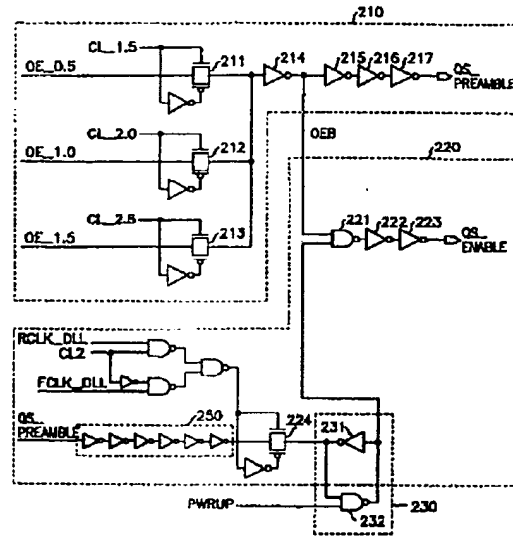 210
CL_1.5
OE_0.5
211
214
215
216
217
QS_
PREAMBLE
CL_2.0
OE_1.0
212
OEB
220
CL_2.5
OE_1.5
213
221
222
223
QS_
ENABLE
RCLK_DLL
CL2
FCLK_DLL
QS_
PREAMBLE
250
224
231
PWRUP
232
230